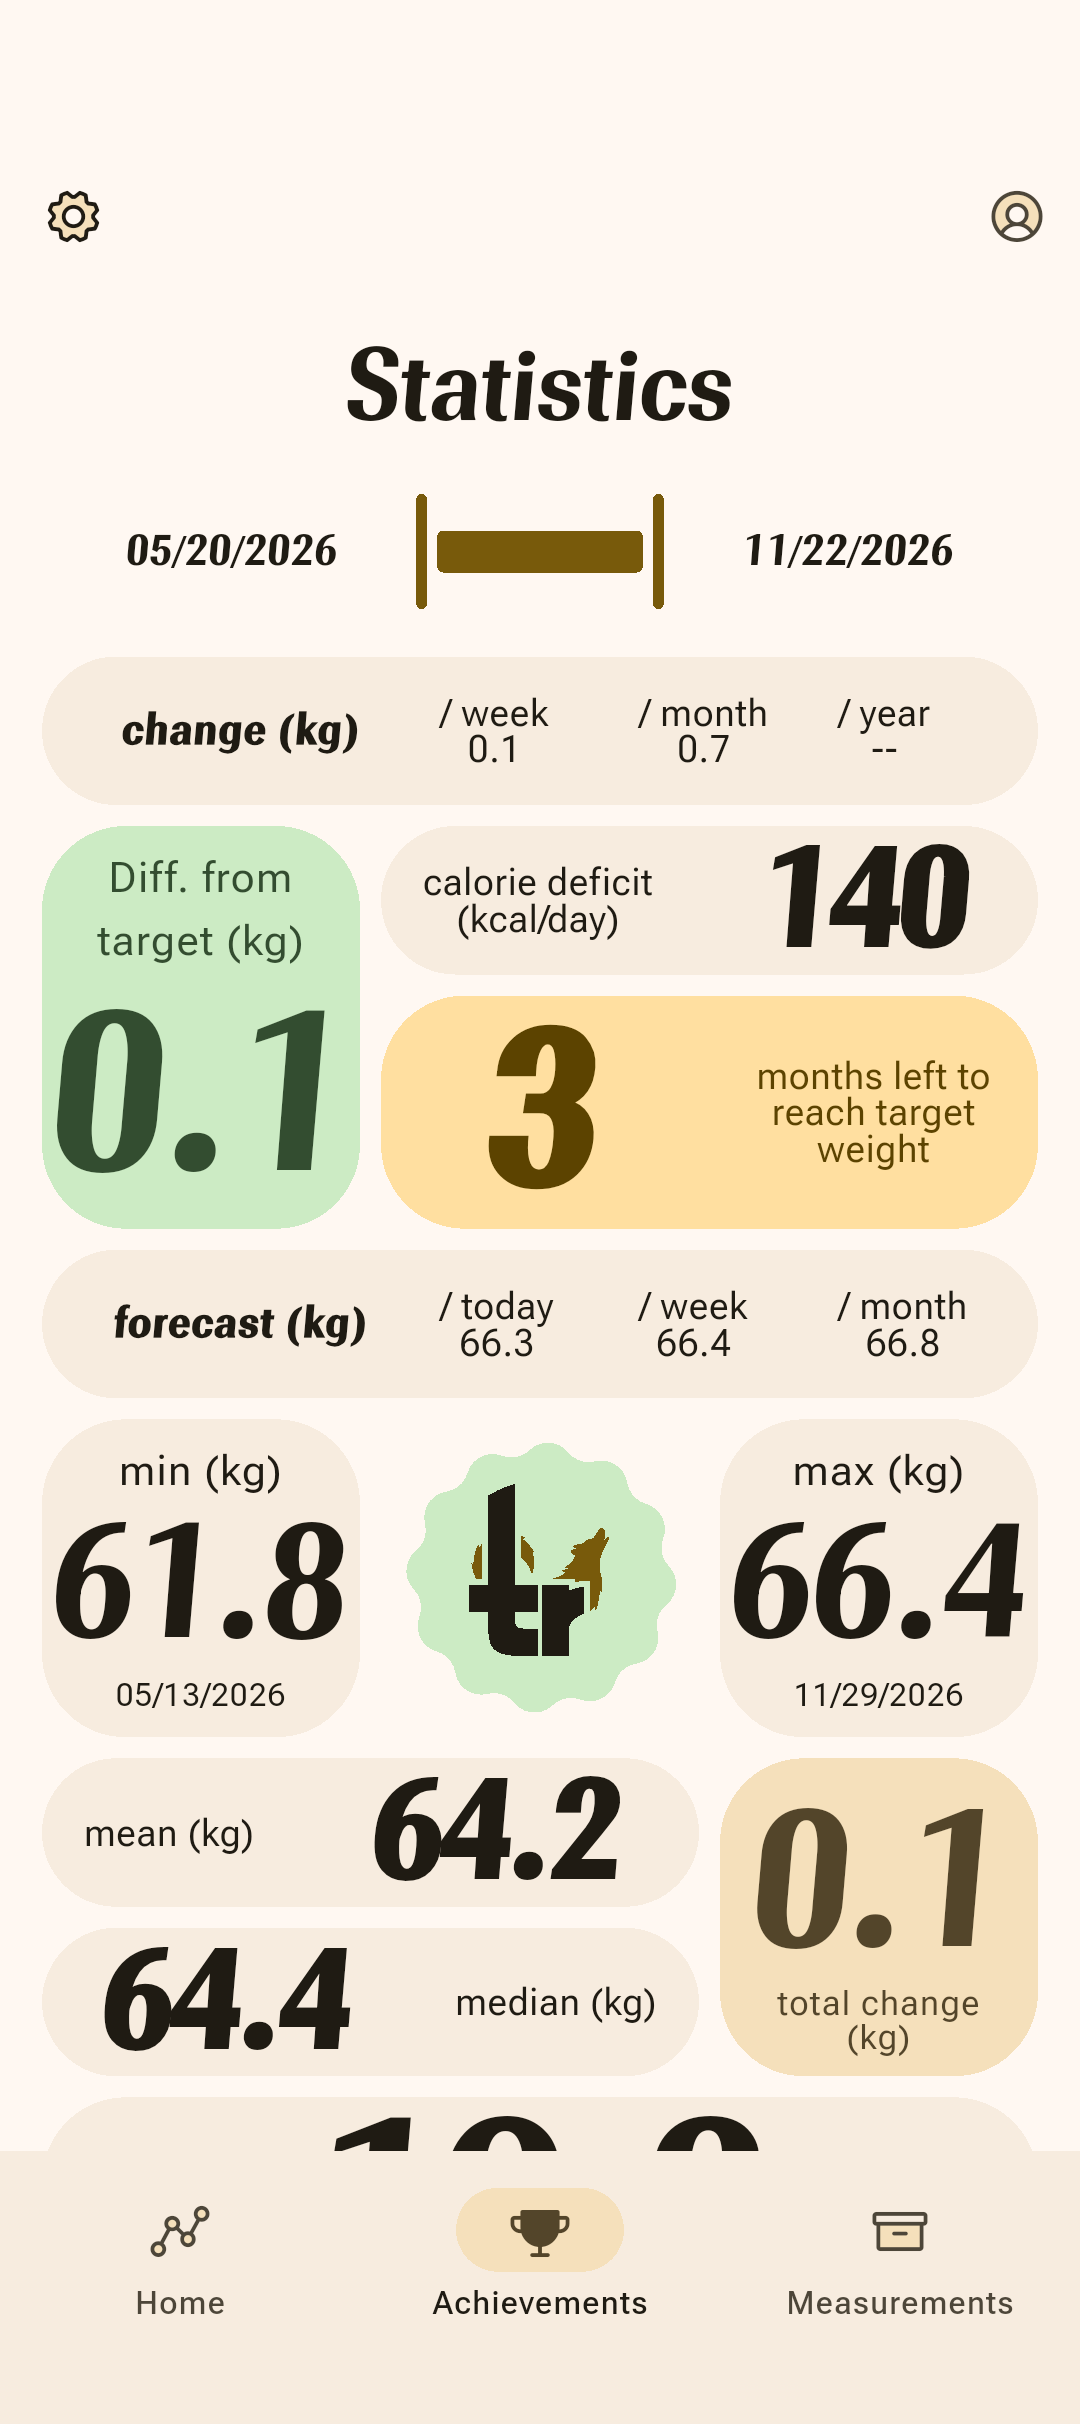 Statistics
05/20/2026
11/22/2026
change (kg)
/ week
0.1
/ month
0.7
/ year
--
Diff. from
target (kg)
0.1
calorie deficit
(kcal/day)
140
3
months left to
reach target
weight
forecast (kg)
/ today
66.3
/ week
66.4
/ month
66.8
min (kg)
61.8
05/13/2026
tr
max (kg)
66.4
11/29/2026
mean (kg)
64.2
64.4
median (kg)
0.1
total change
(kg)
Home
Achievements
Measurements